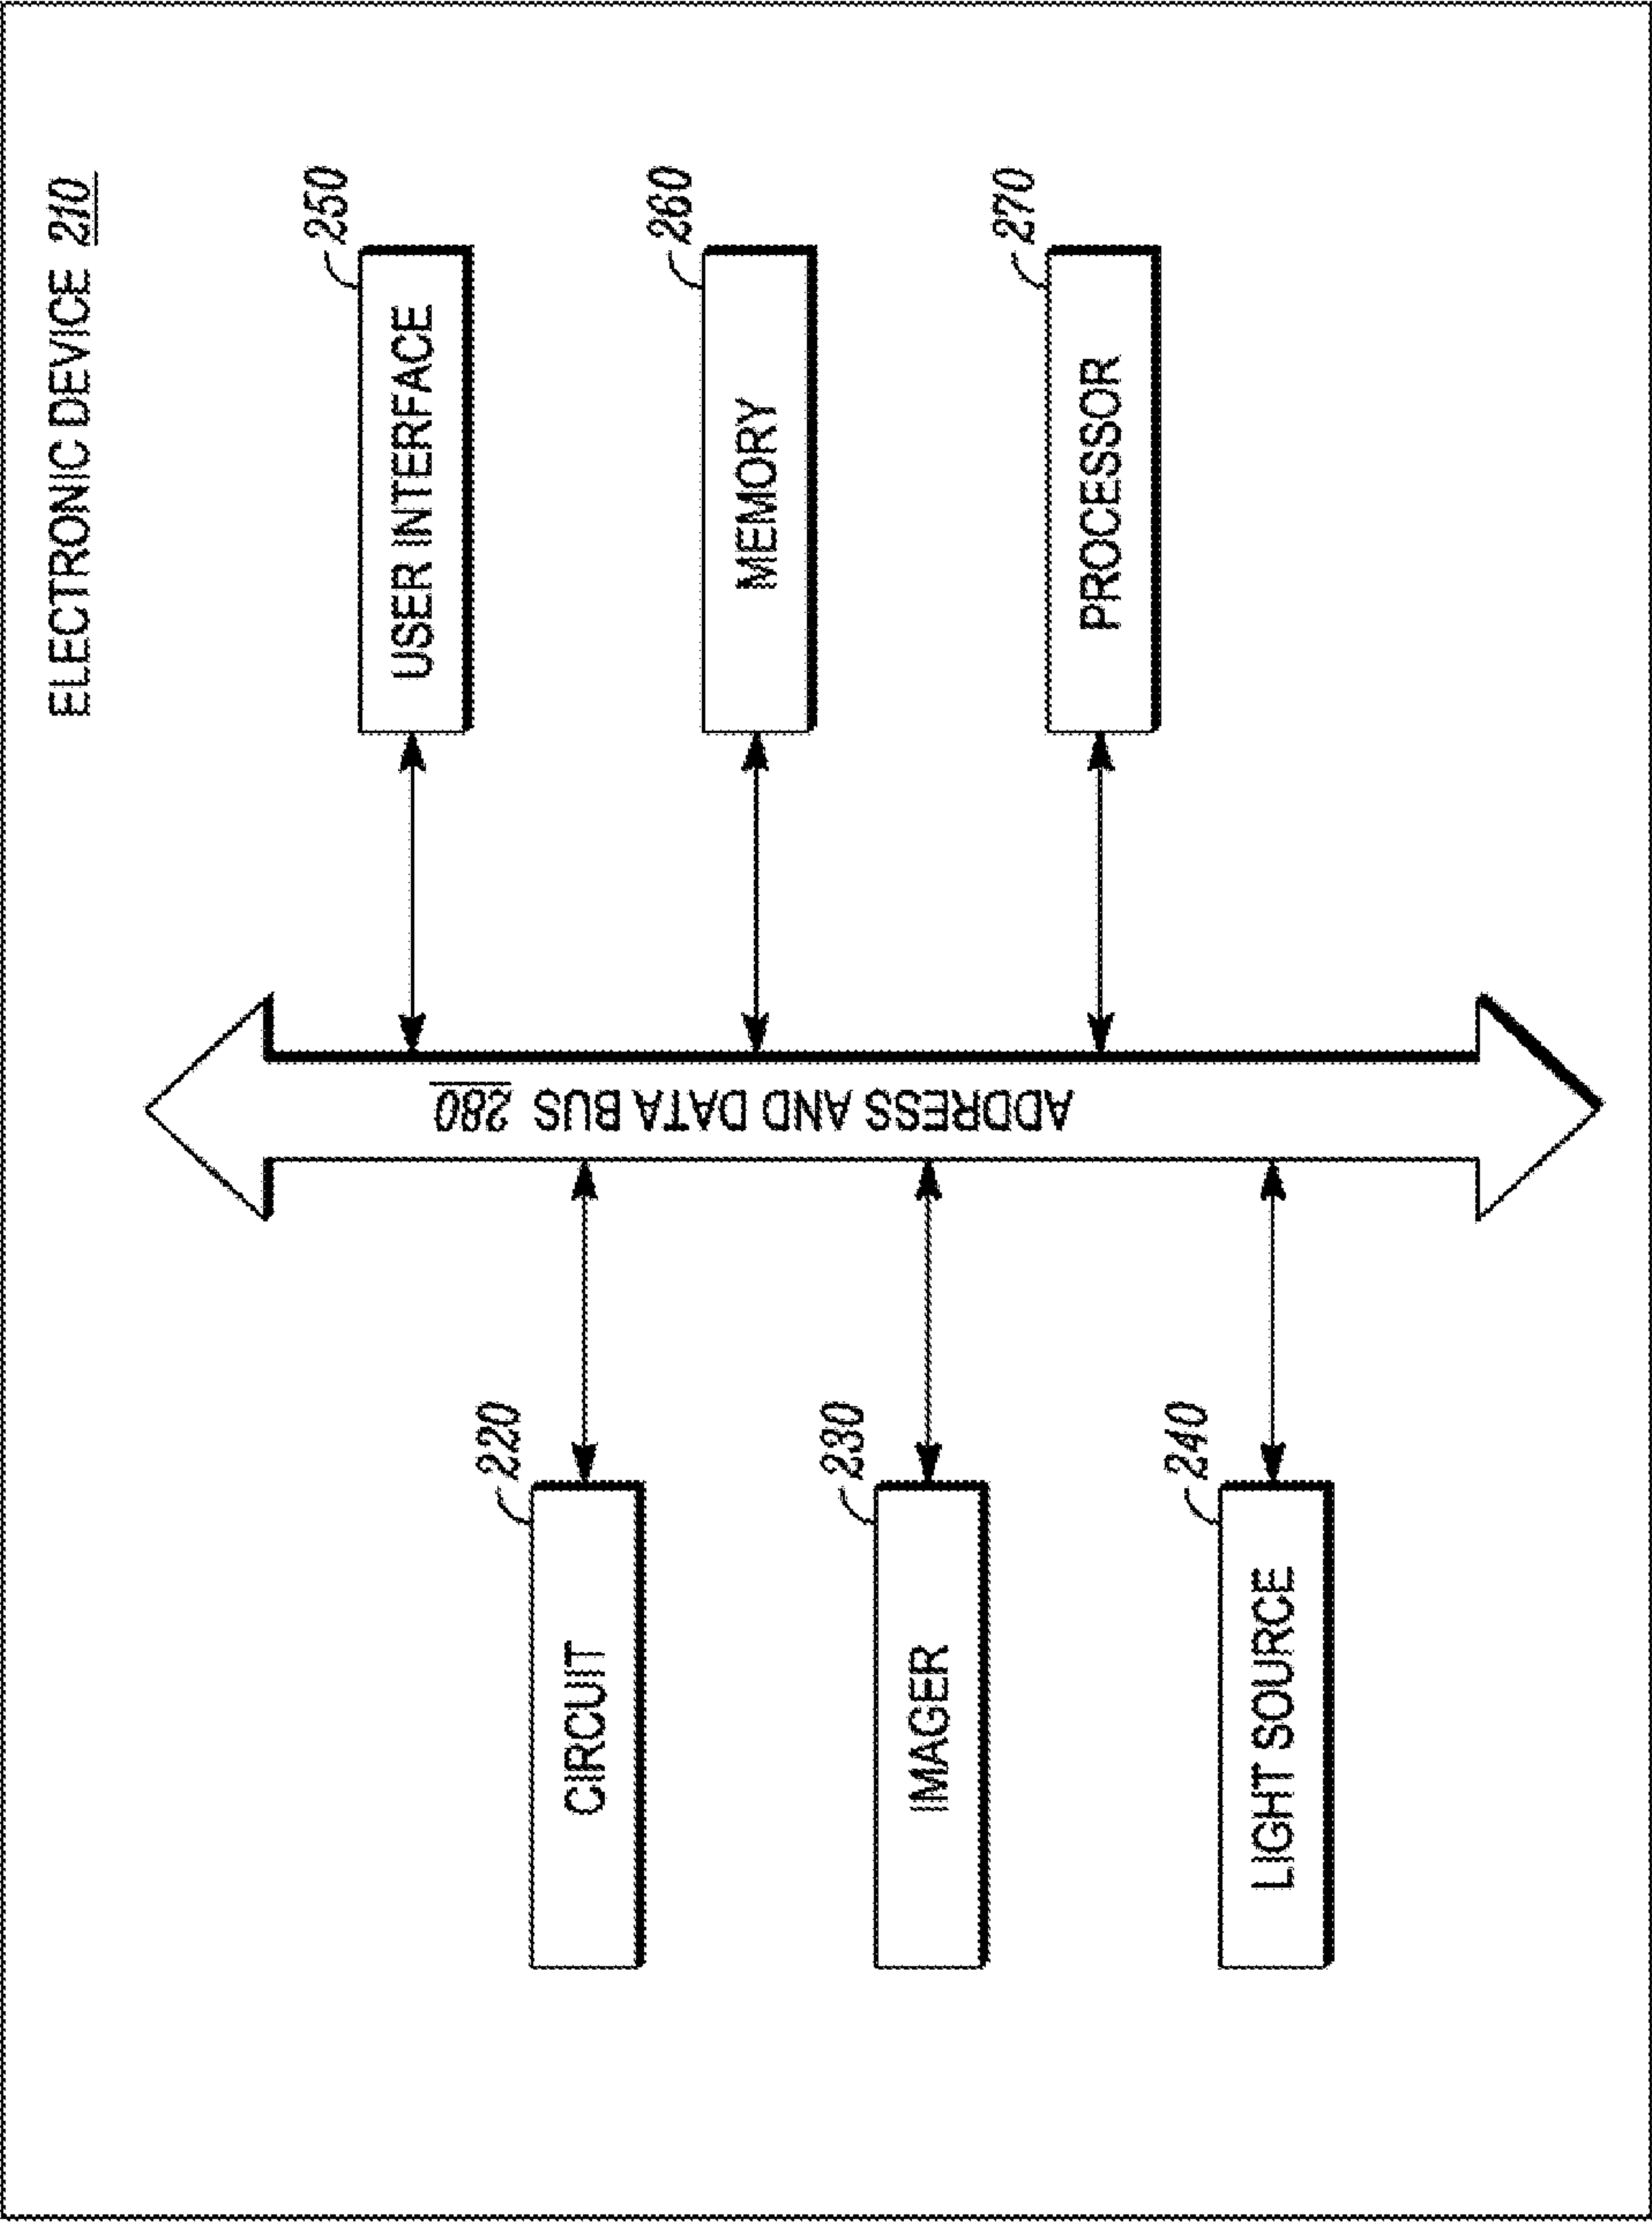 ELECTRONIC DEVICE 210
250
USER INTERFACE
220
CIRCUIT
260
MEMORY
ADDRESS AND DATA BUS 280
230
IMAGER
270
PROCESSOR
240
LIGHT SOURCE